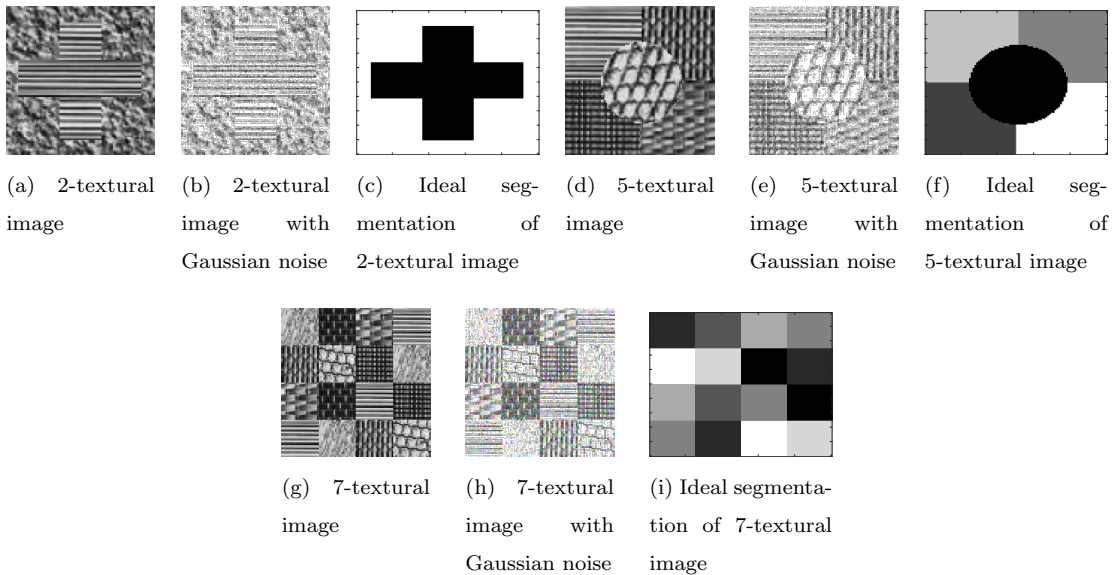 (a) 2-textural
image
(b) 2-textural
image with
Gaussian noise
(c) Ideal seg-
mentation of
2-textural image
(d) 5-textural
image
(e) 5-textural
image with
Gaussian noise
(f) Ideal seg-
mentation of
5-textural image
(g) 7-textural
image
(h) 7-textural
image with
Gaussian noise
(i) Ideal segmenta-
tion of 7-textural
image